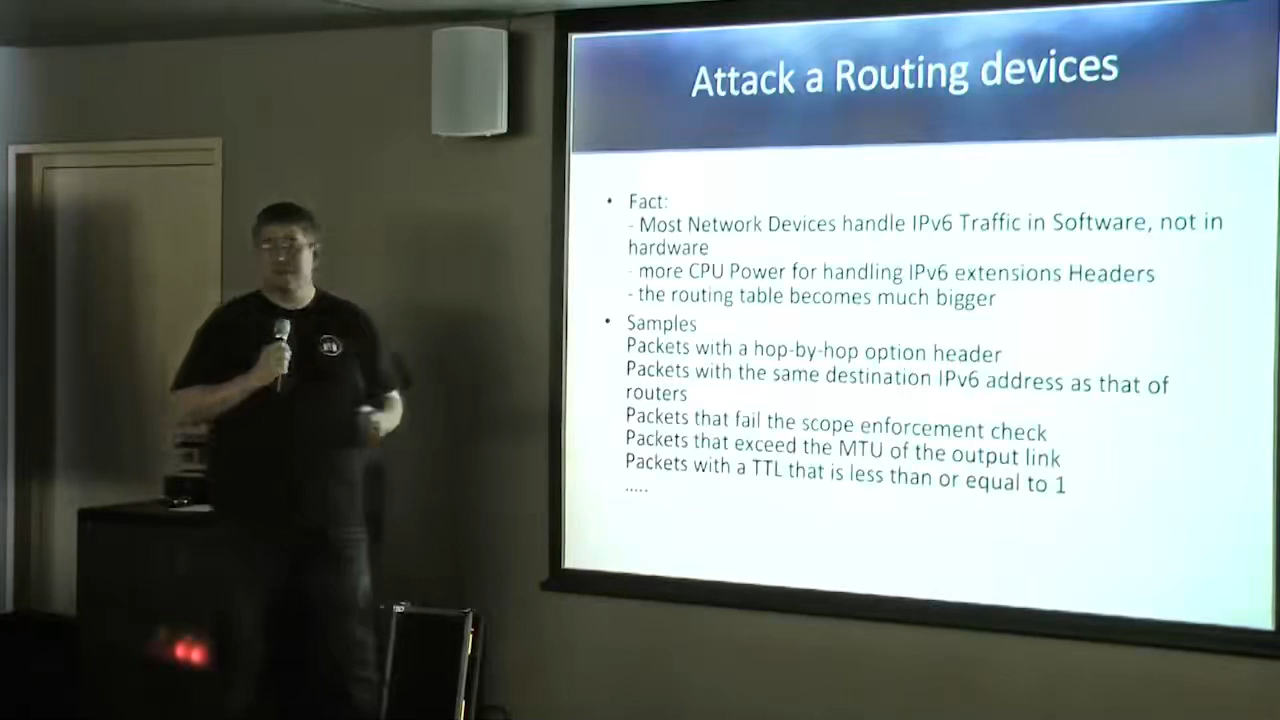 Attack a Routing devices
• Fact:
- Most Network Devices handle IPv6 Traffic in Software, not in
hardware
- more CPU Power for handling IPv6 extensions Headers
- the routing table becomes much bigger
• Samples
Packets with a hop-by-hop option header
Packets with the same destination IPv6 address as that of
routers
Packets that fail the scope enforcement check
Packets that exceed the MTU of the output link
Packets with a TTL that is less than or equal to 1
.....